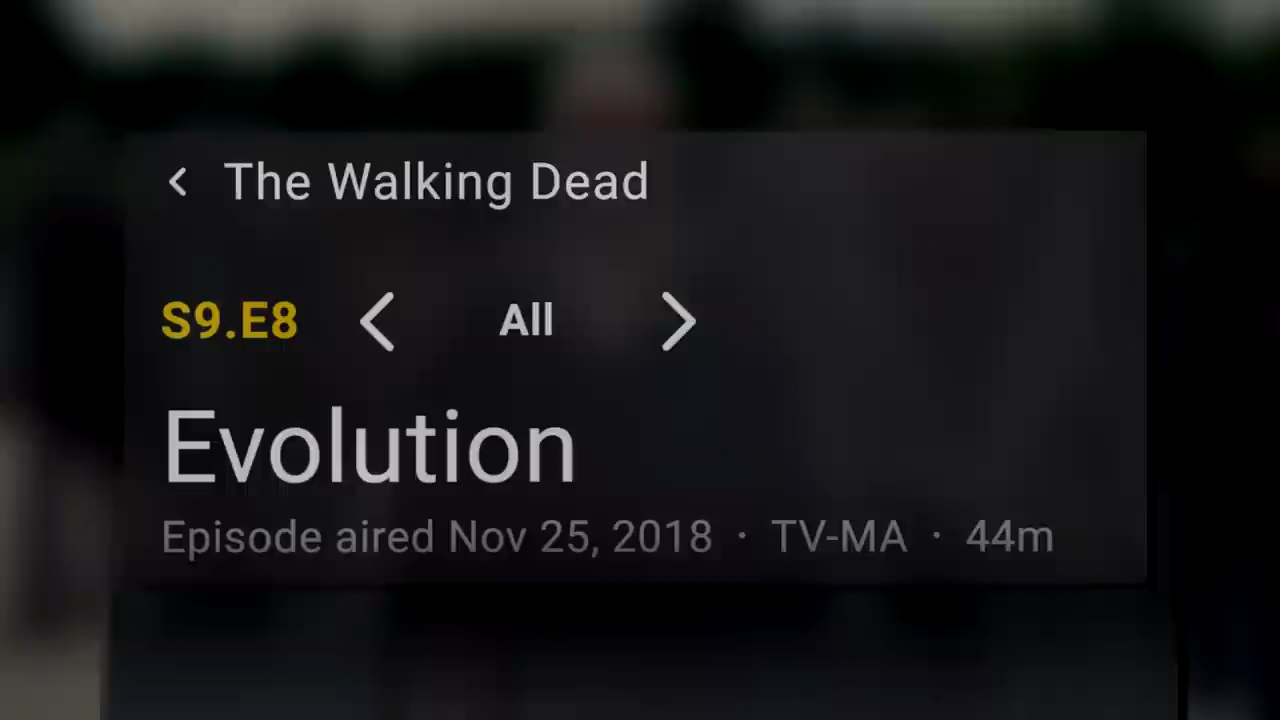 The Walking Dead
S9.E8 All
Evolution
Episode aired Nov 25, 2018 · TV-MA · 44m